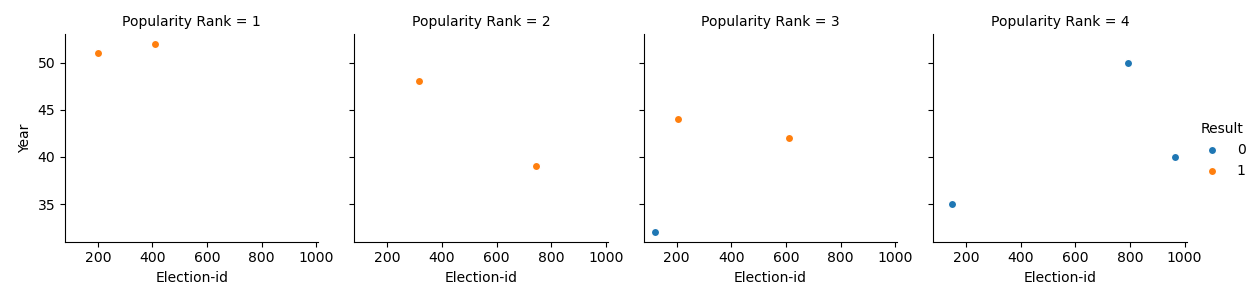 Popularity Rank = 1 Popularity Rank = 2 Popularity Rank = 3 Popularity Rank = 4
50
45
40
35
Year
Result
0
1
200 400 600 800 1000 200 400 600 800 1000 200 400 600 800 1000 200 400 600 800 1000
Election-id Election-id Election-id Election-id